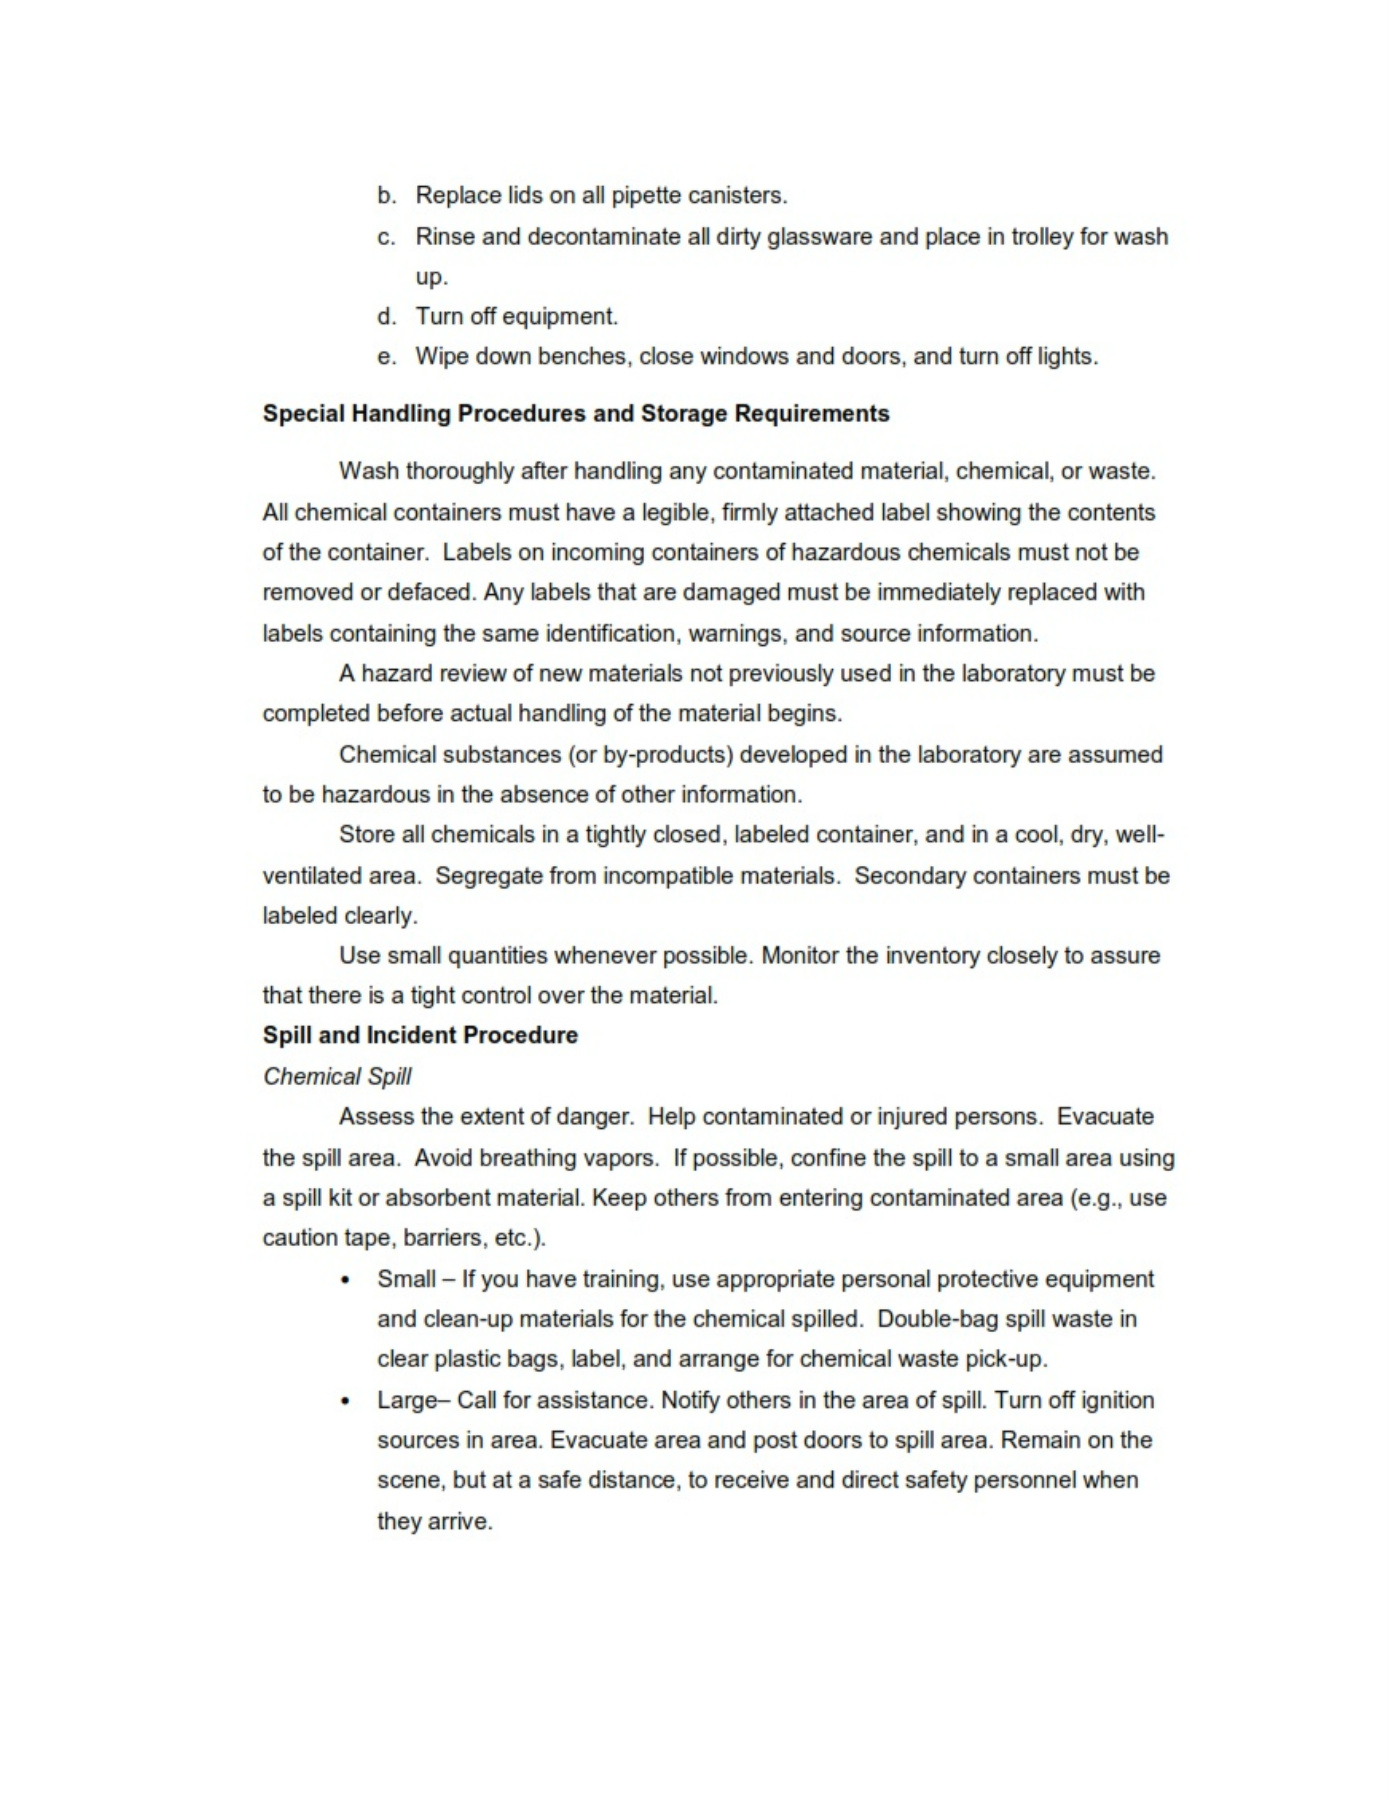 b. Replace lids on all pipette canisters.
c. Rinse and decontaminate all dirty glassware and place in trolley for wash
up.
d. Turn off equipment.
e. Wipe down benches, close windows and doors, and turn off lights.
Special Handling Procedures and Storage Requirements
Wash thoroughly after handling any contaminated material, chemical, or waste.
All chemical containers must have a legible, firmly attached label showing the contents
of the container.  Labels on incoming containers of hazardous chemicals must not be
removed or defaced. Any labels that are damaged must be immediately replaced with
labels containing the same identification, warnings, and source information.
A hazard review of new materials not previously used in the laboratory must be
completed before actual handling of the material begins.
Chemical substances (or by-products) developed in the laboratory are assumed
to be hazardous in the absence of other information.
Store all chemicals in a tightly closed, labeled container, and in a cool, dry, well-
ventilated area.  Segregate from incompatible materials.  Secondary containers must be
labeled clearly.
Use small quantities whenever possible. Monitor the inventory closely to assure
that there is a tight control over the material.
Spill and Incident Procedure
Chemical Spill
Assess the extent of danger.  Help contaminated or injured persons.  Evacuate
the spill area.  Avoid breathing vapors.  If possible, confine the spill to a small area using
a spill kit or absorbent material. Keep others from entering contaminated area (e.g., use
caution tape, barriers, etc.).
• Small – If you have training, use appropriate personal protective equipment
and clean-up materials for the chemical spilled.  Double-bag spill waste in
clear plastic bags, label, and arrange for chemical waste pick-up.
• Large– Call for assistance. Notify others in the area of spill. Turn off ignition
sources in area. Evacuate area and post doors to spill area. Remain on the
scene, but at a safe distance, to receive and direct safety personnel when
they arrive.